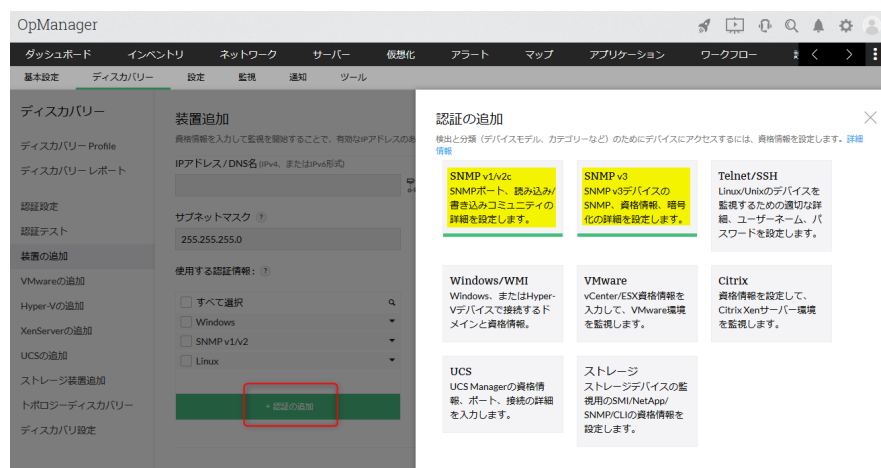 OpManager
ダッシュボード インベントリ ネットワーク サーバー 仮想化 アラート マップ アプリケーション ワークフロー
基本設定 ディスカバリー 設定 監視 通知 ツール
ディスカバリー
ディスカバリー Profile
ディスカバリー レポート
認証設定
認証テスト
装置の追加
VMwareの追加
Hyper-Vの追加
XenServerの追加
UCSの追加
ストレージ装置追加
トポロジーディスカバリー
ディスカバリ設定
装置追加
資格情報を入力して監視を開始することで、有効なIPアドレスのあ
IPアドレス/DNS名 (IPv4、またはIPv6形式)
サブネットマスク ?
255.255.255.0
使用する認証情報: ?
すべて選択
Windows
SNMP v1/v2
Linux
+ 認証の追加
認証の追加
検出と分類(デバイスモデル、カテゴリーなど)のためにデバイスにアクセスするには、資格情報を設定します。詳細
情報
SNMP v1/v2c
SNMPポート、読み込み/
書き込みコミュニティの
詳細を設定します。
SNMP v3
SNMP v3デバイスの
SNMP、資格情報、暗号
化の詳細を設定します。
Telnet/SSH
Linux/Unixのデバイスを
監視するための適切な詳
細、ユーザーネーム、パ
スワードを設定します。
Windows/WMI
Windows、またはHyper-
Vデバイスで接続するド
メインと資格情報。
VMware
vCenter/ESX資格情報を
入力して、VMware環境
を監視します。
Citrix
資格情報を設定して、
Citrix Xenサーバー環境
を監視します。
UCS
UCS Managerの資格情
報、ポート、接続の詳細
を入力します。
ストレージ
ストレージデバイスの監
視用のSMI/NetApp/
SNMP/CLIの資格情報を
設定します。